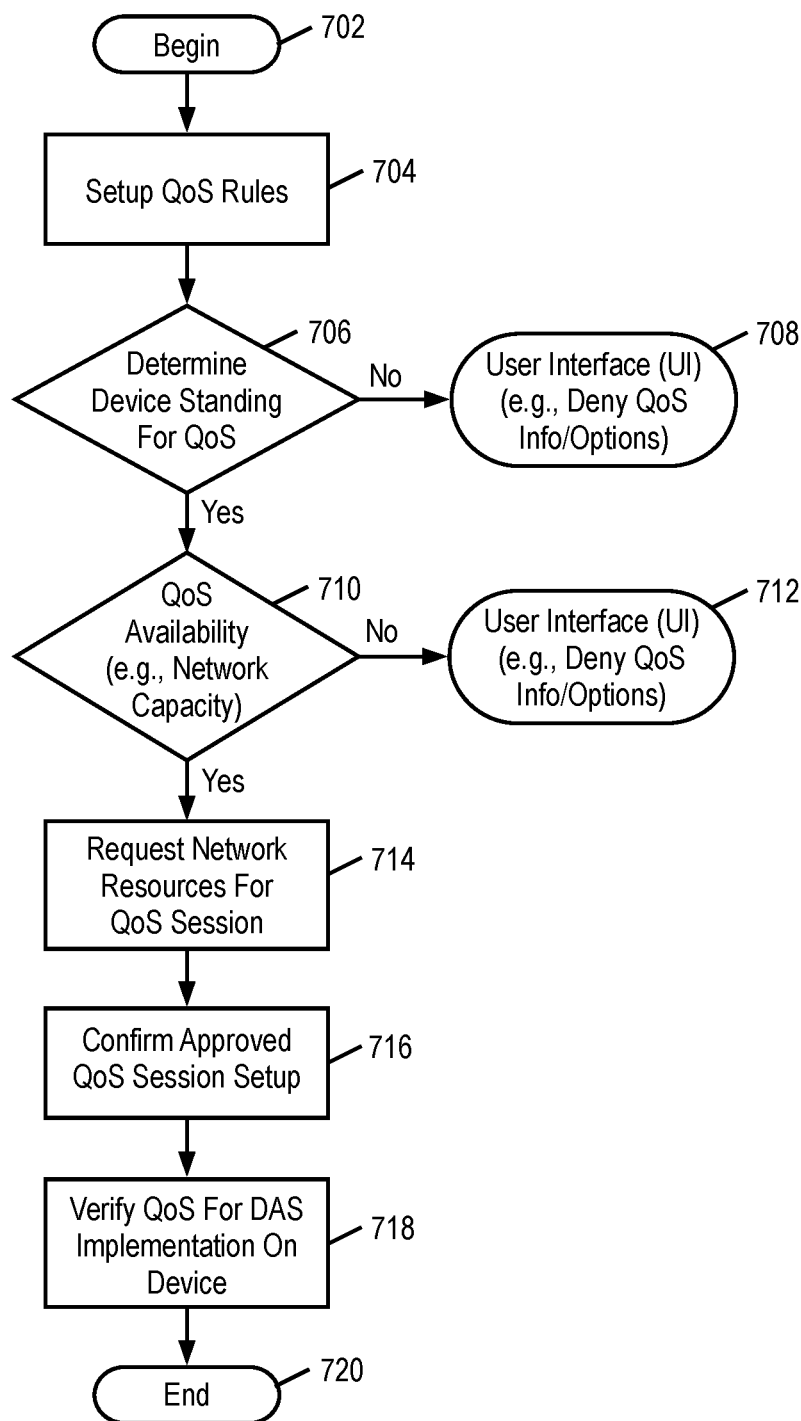 Begin
702
Setup QoS Rules
704
706
Determine
Device Standing
For QoS
No
708
User Interface (UI)
(e.g., Deny QoS
Info/Options)
Yes
710
QoS
Availability
(e.g., Network
Capacity)
No
712
User Interface (UI)
(e.g., Deny QoS
Info/Options)
Yes
Request Network
Resources For
QoS Session
714
Confirm Approved
QoS Session Setup
716
Verify QoS For DAS
Implementation On
Device
718
End
720